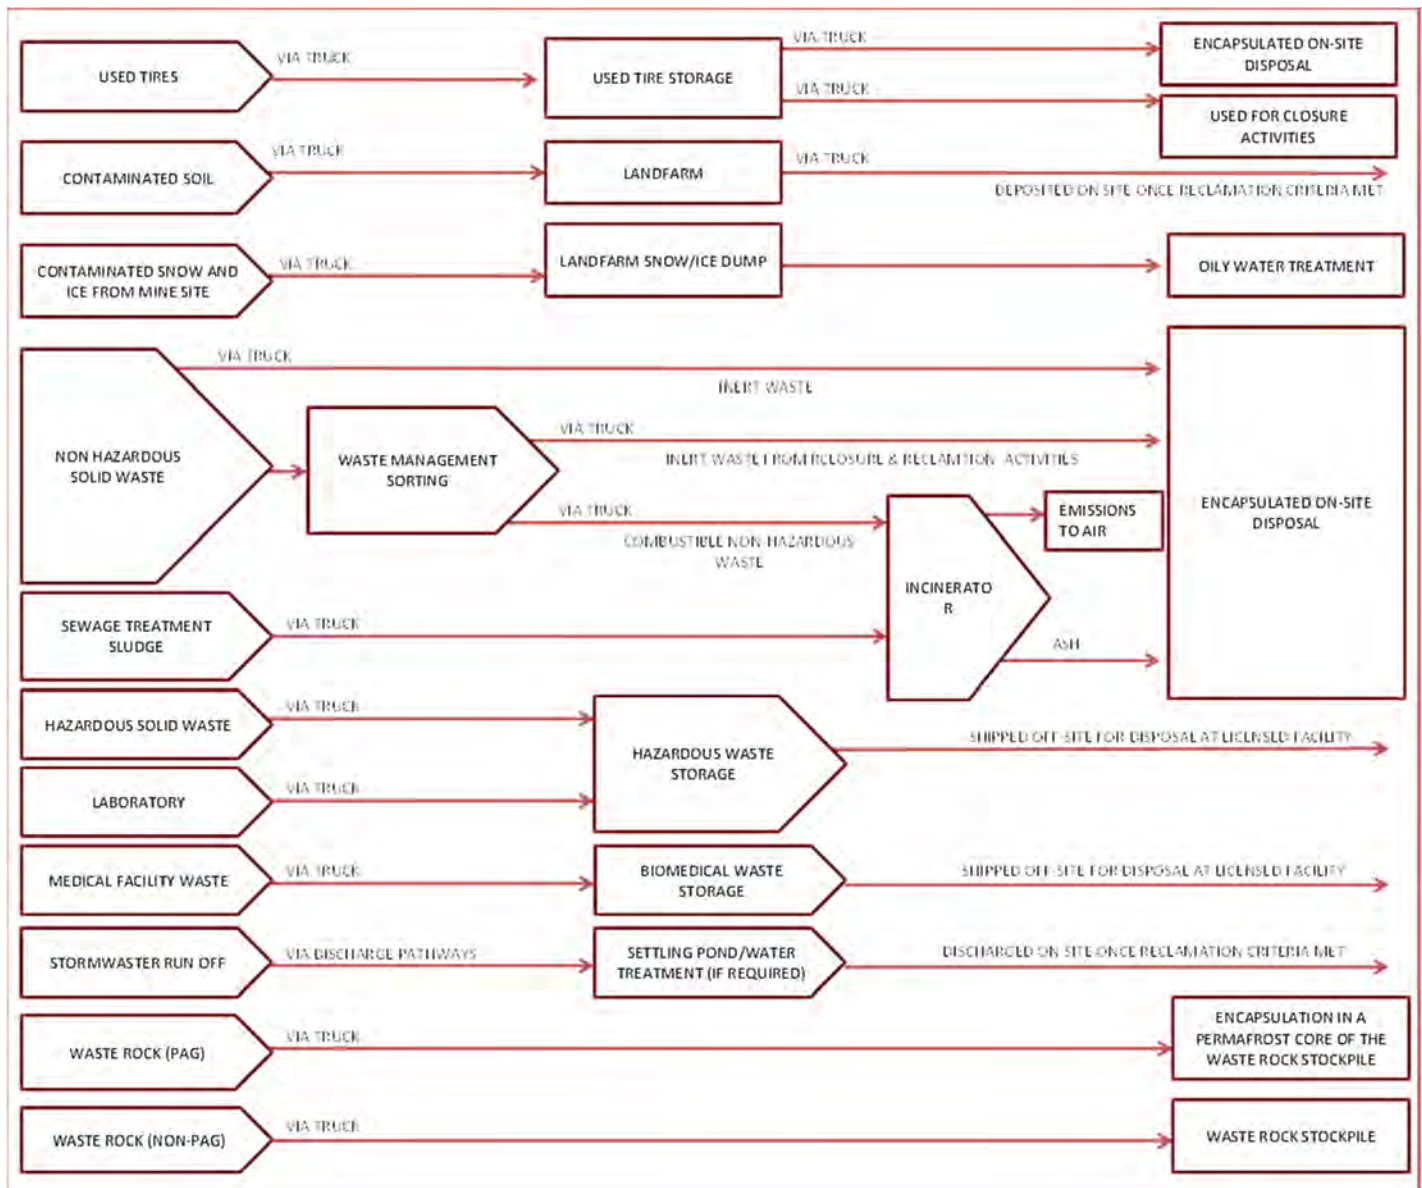 USED TIRES
VIA TRUCK
USED TIRE STORAGE
VIA TRUCK
ENCAPSULATED ON-SITE
DISPOSAL
VIA TRUCK
USED FOR CLOSURE
ACTIVITIES
CONTAMINATED SOIL
VIA TRUCK
LANDFARM
VIA TRUCK
DEPOSITED ON SITE ONCE RECLAMATION CRITERIA MET
CONTAMINATED SNOW AND
ICE FROM MINE SITE
VIA TRUCK
LANDFARM SNOW/ICE DUMP
OILY WATER TREATMENT
NON HAZARDOUS
SOLID WASTE
VIA TRUCK
INERT WASTE
WASTE MANAGEMENT
SORTING
VIA TRUCK
INERT WASTE FROM RCLOSURE & RECLAMTION ACTIVITIES
VIA TRUCK
COMBUSTIBLE NON-HAZARDOUS
WASTE
INCINERATO
R
EMISSIONS
TO AIR
ASH
ENCAPSULATED ON-SITE
DISPOSAL
SEWAGE TREATMENT
SLUDGE
VIA TRUCK
HAZARDOUS SOLID WASTE
VIA TRUCK
HAZARDOUS WASTE
STORAGE
SHIPPED OFF-SITE FOR DISPOSAL AT LICENSED FACILITY
LABORATORY
VIA TRUCK
MEDICAL FACILITY WASTE
VIA TRUCK
BIOMEDICAL WASTE
STORAGE
SHIPPED OFF-SITE FOR DISPOSAL AT LICENSED FACILITY
STORMWASTER RUN OFF
VIA DISCHARGE PATHWAYS
SETTLING POND/WATER
TREATMENT (IF REQUIRED)
DISCHARGED ON SITE ONCE RECLAMATION CRITERIA MET
WASTE ROCK (PAG)
VIA TRUCK
ENCAPSULATION IN A
PERMAFROST CORE OF THE
WASTE ROCK STOCKPILE
WASTE ROCK (NON-PAG)
VIA TRUCK
WASTE ROCK STOCKPILE